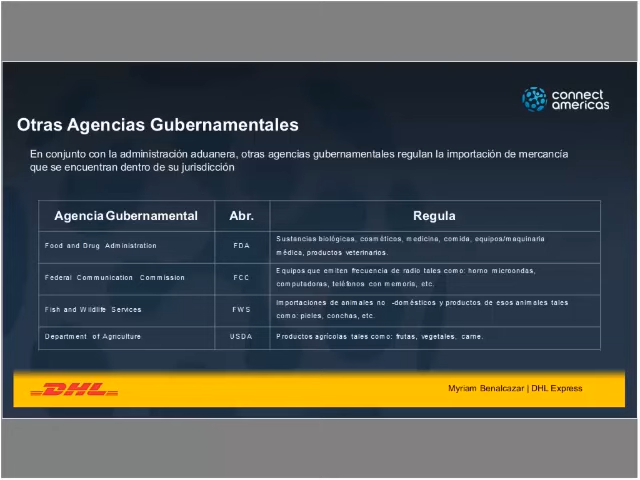 connect
americas
Otras Agencias Gubernamentales
En conjunto con la administración aduanera, otras agencias gubernamentales regulan la importación de mercancía
que se encuentran dentro de su jurisdicción
Agencia Gubernamental Abr. Regula
Food and Drug Administration FDA Sustancias biológicas, cosméticos, medicina, comida, equipos/maquinaria
médica, productos veterinarios.
Federal Communication Commission FCC Equipos que emiten frecuencia de radio tales como: horno microondas,
computadoras, teléfonos con memoria, etc.
Fish and Wildlife Services FWS Importaciones de animales no -domésticos y productos de esos animales tales
como: pieles, conchas, etc.
Department of Agriculture USDA Productos agrícolas tales como: frutas, vegetales, carne.
DHL Myriam Benalcazar | DHL Express